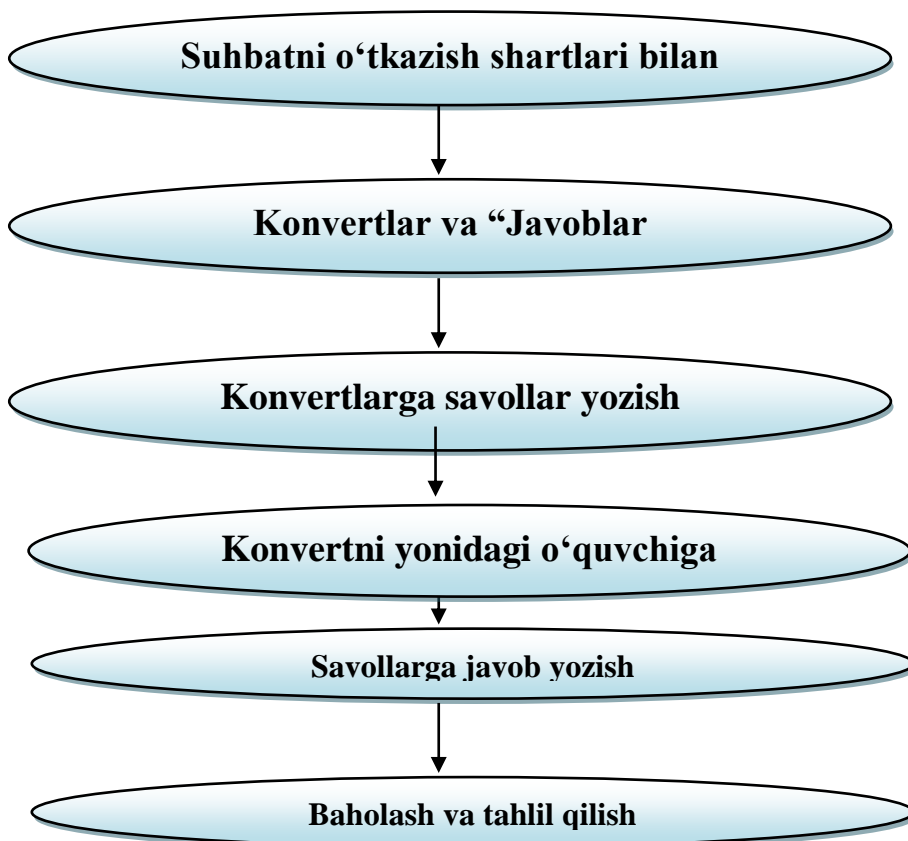 Suhbatni o‘tkazish shartlari bilan
Konvertlar va “Javoblar
Konvertlarga savollar yozish
Konvertni yonidagi o‘quvchiga
Savollarga javob yozish
Baholash va tahlil qilish